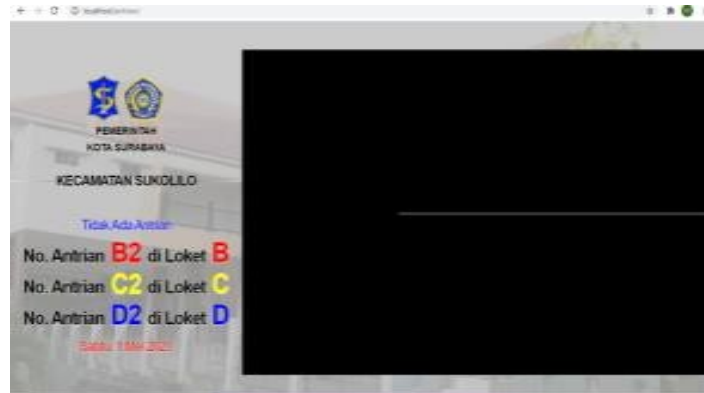 PEMERINTAH
KOTA SURABAYA
KECAMATAN SUKOLILO
Tidak Ada Antrian
No. Antrian B2 di Loket B
No. Antrian C2 di Loket C
No. Antrian D2 di Loket D
Sabtu,